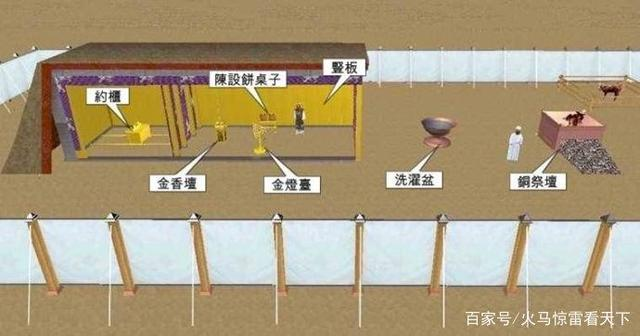 陳設餅桌子
豎板
約櫃
金香壇
金燈臺
洗濯盆
銅祭壇
百家号/火马惊雷看天下